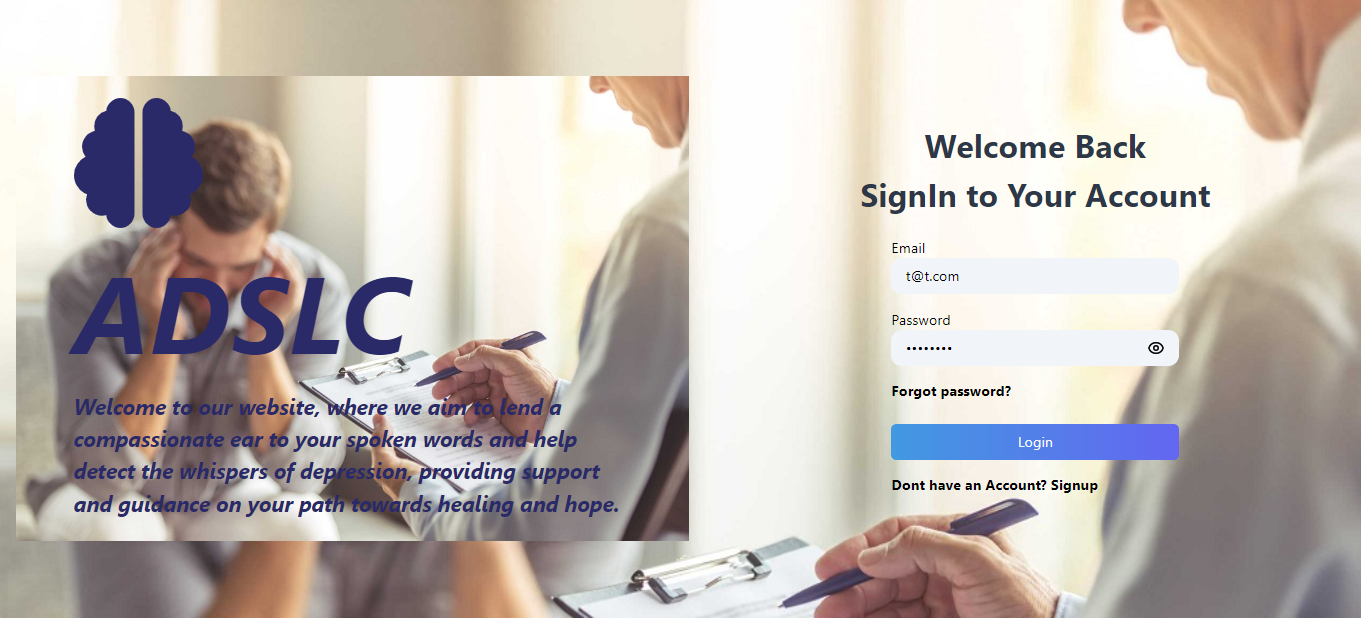 ADSLC
Welcome to our website, where we aim to lend a
compassionate ear to your spoken words and help
detect the whispers of depression, providing support
and guidance on your path towards healing and hope.
Welcome Back
SignIn to Your Account
Email
t@t.com
Password
••••••••
Forgot password?
Login
Dont have an Account? Signup